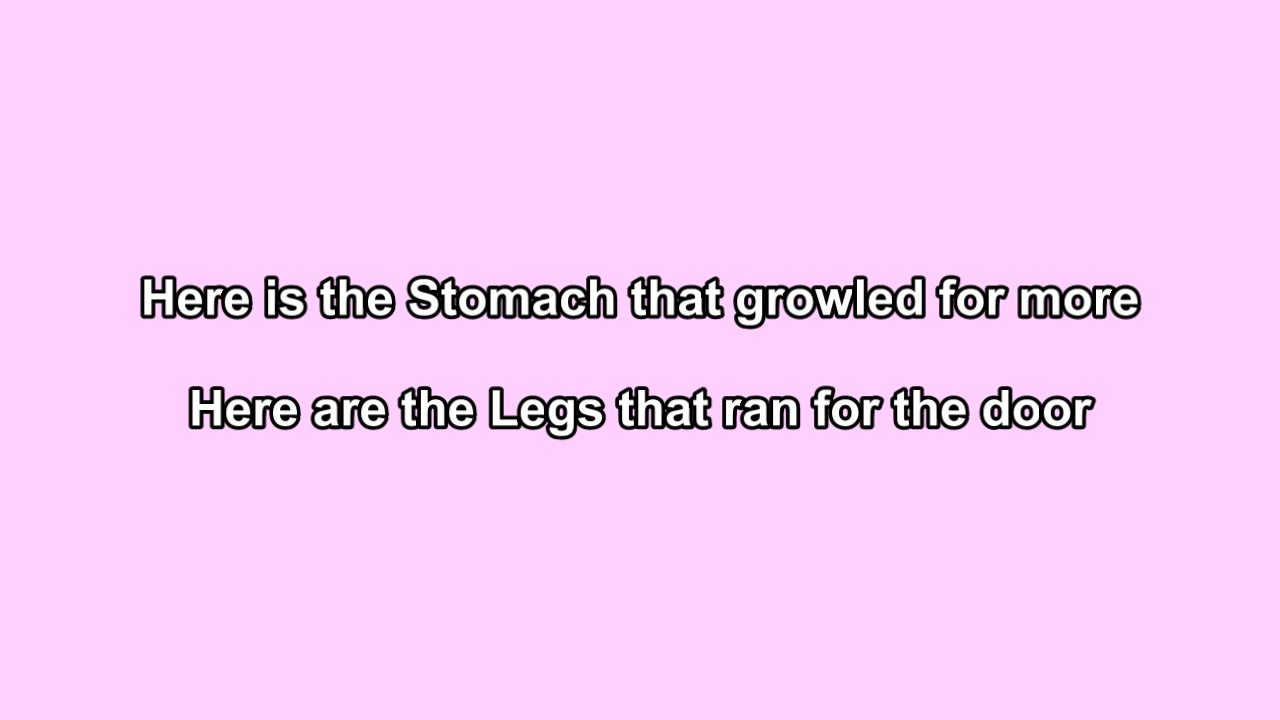 Here is the Stomach that growled for more
Here are the Legs that ran for the door